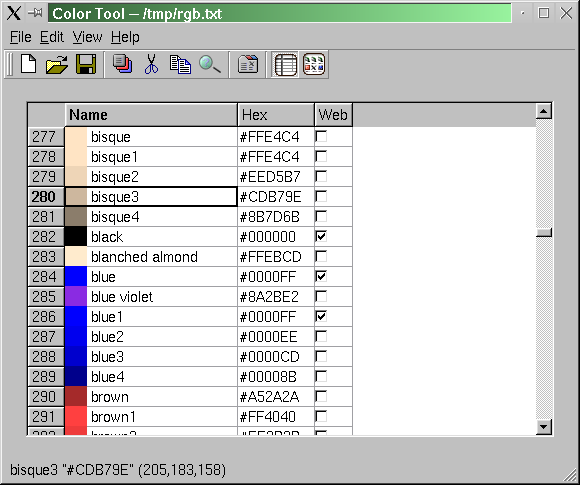 Color Tool – /tmp/rgb.txt
File Edit View Help
Name Hex Web
277 bisque #FFE4C4
278 bisque1 #FFE4C4
279 bisque2 #EED5B7
280 bisque3 #CDB79E
281 bisque4 #8B7D6B
282 black #000000
283 blanched almond #FFEBCD
284 blue #0000FF
285 blue violet #8A2BE2
286 blue1 #0000FF
287 blue2 #0000EE
288 blue3 #0000CD
289 blue4 #00008B
290 brown #A52A2A
291 brown1 #FF4040
bisque3 "#CDB79E" (205,183,158)